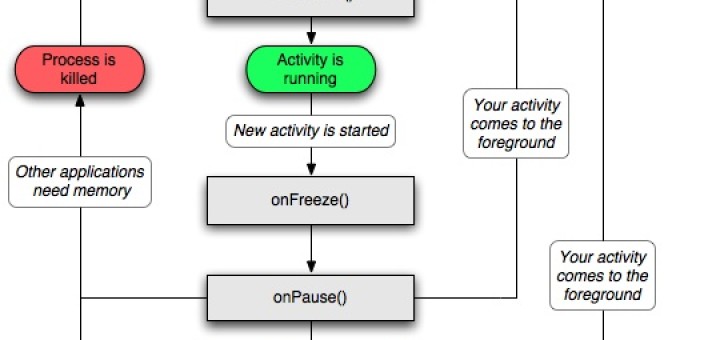 Process is
killed
Activity is
running
New activity is started
Your activity
comes to the
foreground
Other applications
need memory
onFreeze()
Your activity
comes to the
foreground
onPause()